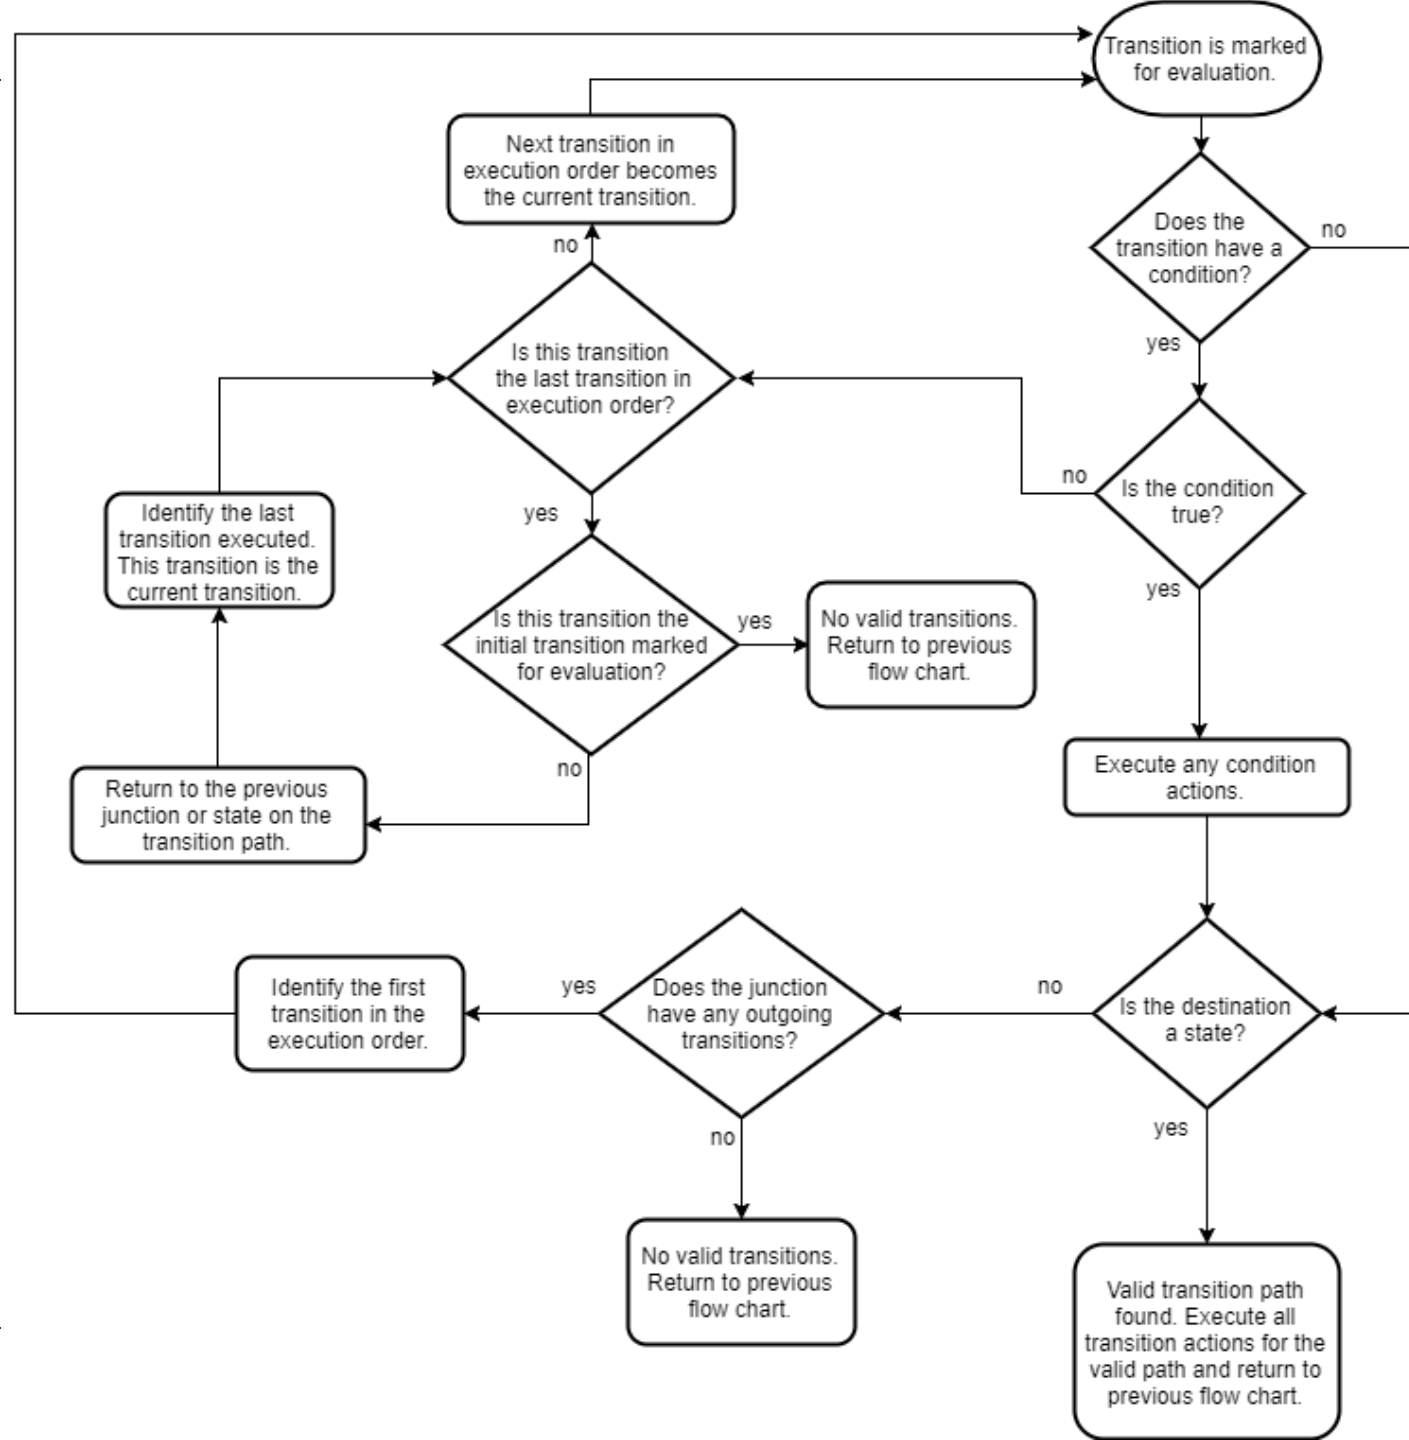 Transition is marked
for evaluation.
Next transition in
execution order becomes
the current transition.
no
Does the
transition have a
condition?
no
yes
Is this transition
the last transition in
execution order?
no
Is the condition
true?
yes
yes
Identify the last
transition executed.
This transition is the
current transition.
Is this transition the
initial transition marked
for evaluation?
yes
No valid transitions.
Return to previous
flow chart.
no
Return to the previous
junction or state on the
transition path.
Execute any condition
actions.
Identify the first
transition in the
execution order.
yes
Does the junction
have any outgoing
transitions?
no
Is the destination
a state?
no
yes
No valid transitions.
Return to previous
flow chart.
Valid transition path
found. Execute all
transition actions for the
valid path and return to
previous flow chart.